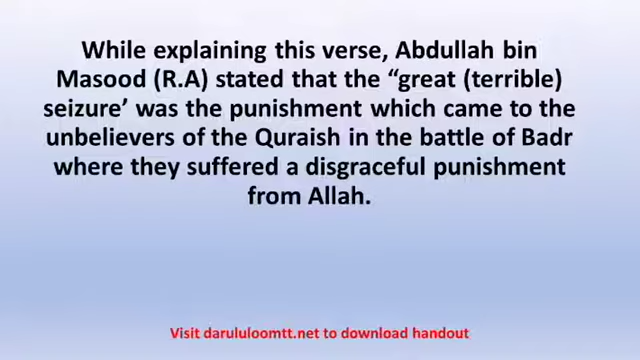 While explaining this verse, Abdullah bin
Masood (R.A) stated that the “great (terrible)
seizure’ was the punishment which came to the
unbelievers of the Quraish in the battle of Badr
where they suffered a disgraceful punishment
from Allah.
Visit darululoomtt.net to download handout